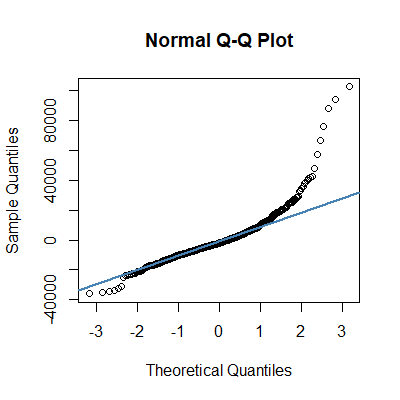 Normal Q-Q Plot
Sample Quantiles
80000
40000
0
-40000
-3 -2 -1 0 1 2 3
Theoretical Quantiles